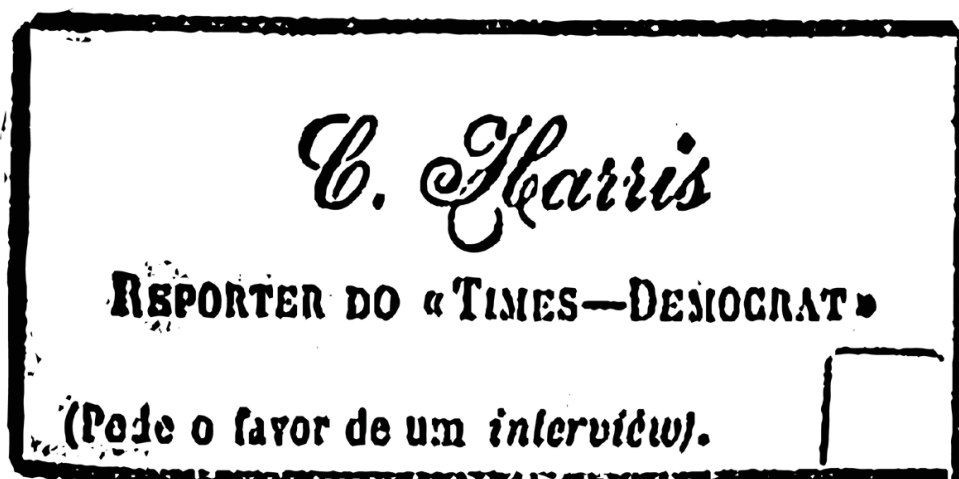 C. Harris
REPORTER DO «TIMES—DEMOCRAT»
(Pede o favor de um interview).